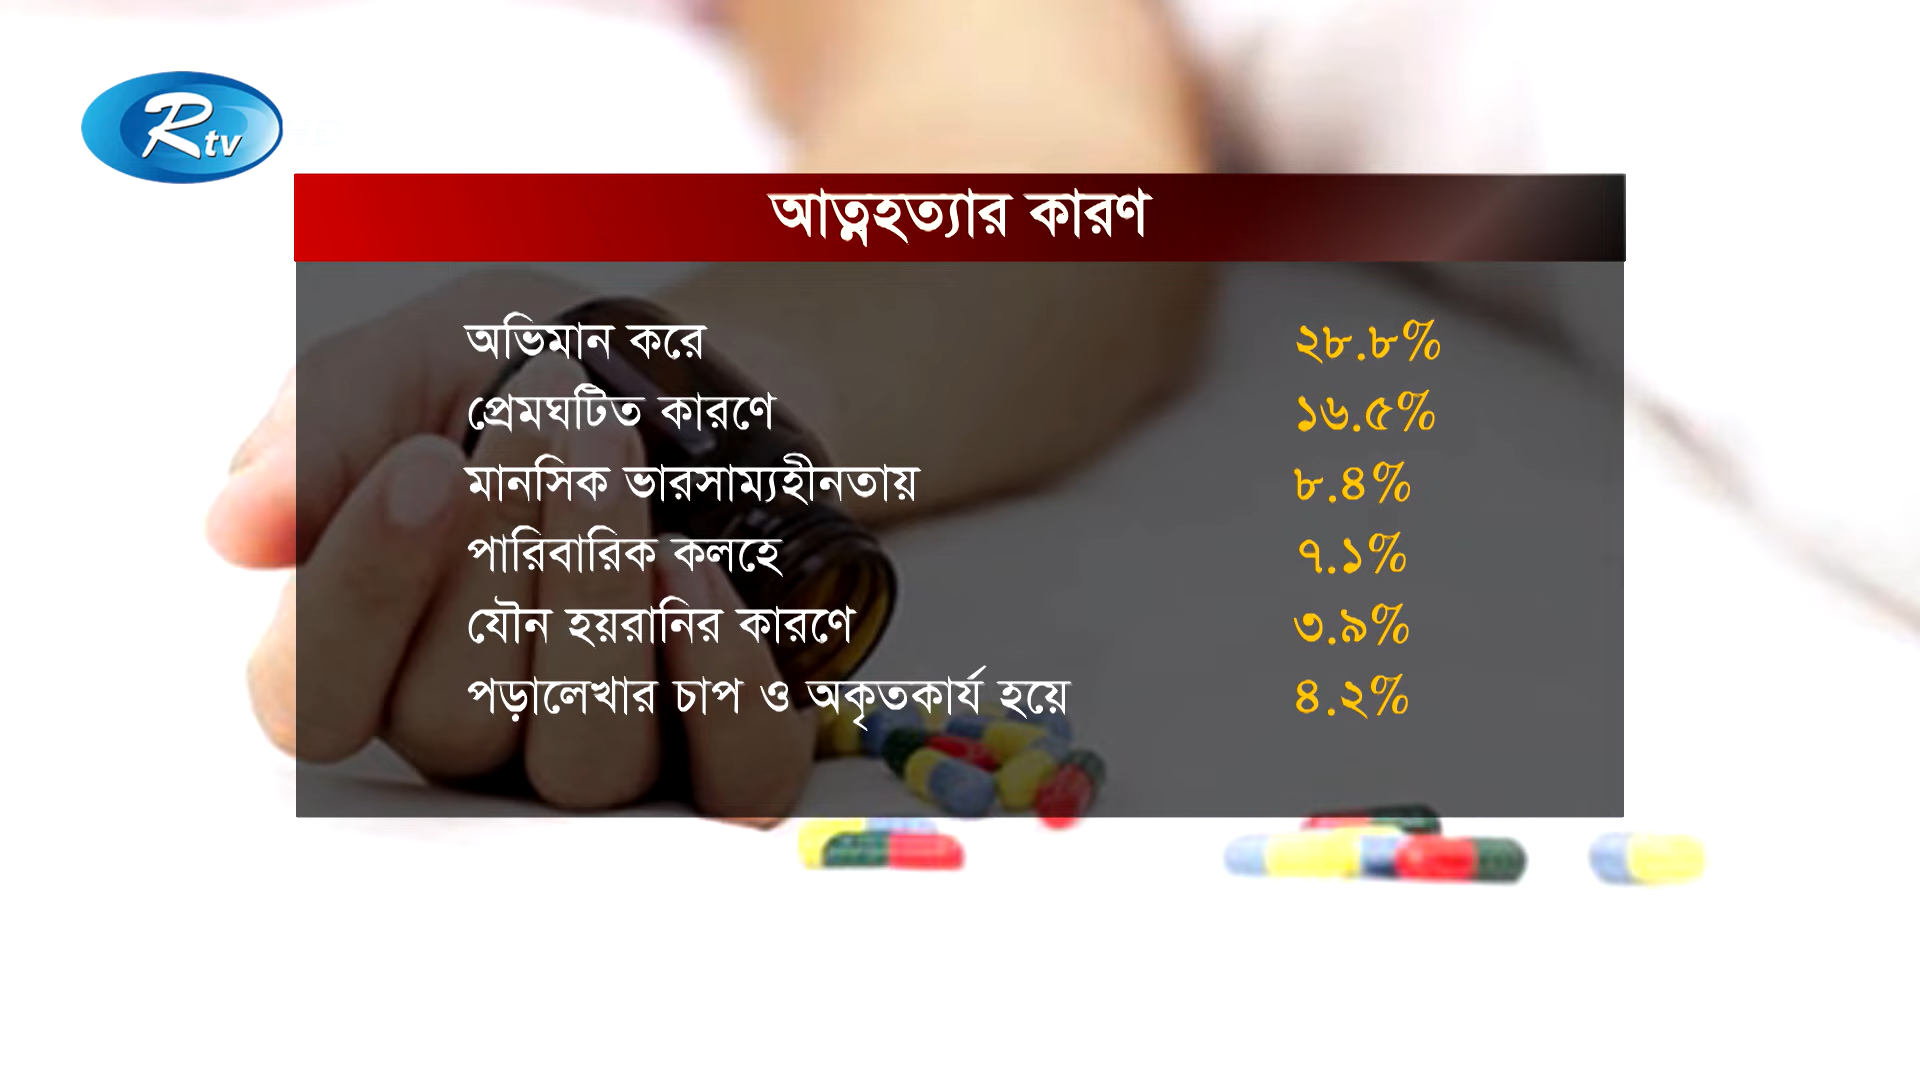 Rtv
আত্নহত্যার কারণ
অভিমান করে ২৮.৮%
প্রেমঘটিত কারণে ১৬.৫%
মানসিক ভারসাম্যহীনতায় ৮.৪%
পারিবারিক কলহে ৭.১%
যৌন হয়রানির কারণে ৩.৯%
পড়ালেখার চাপ ও অকৃতকার্য হয়ে ৪.২%